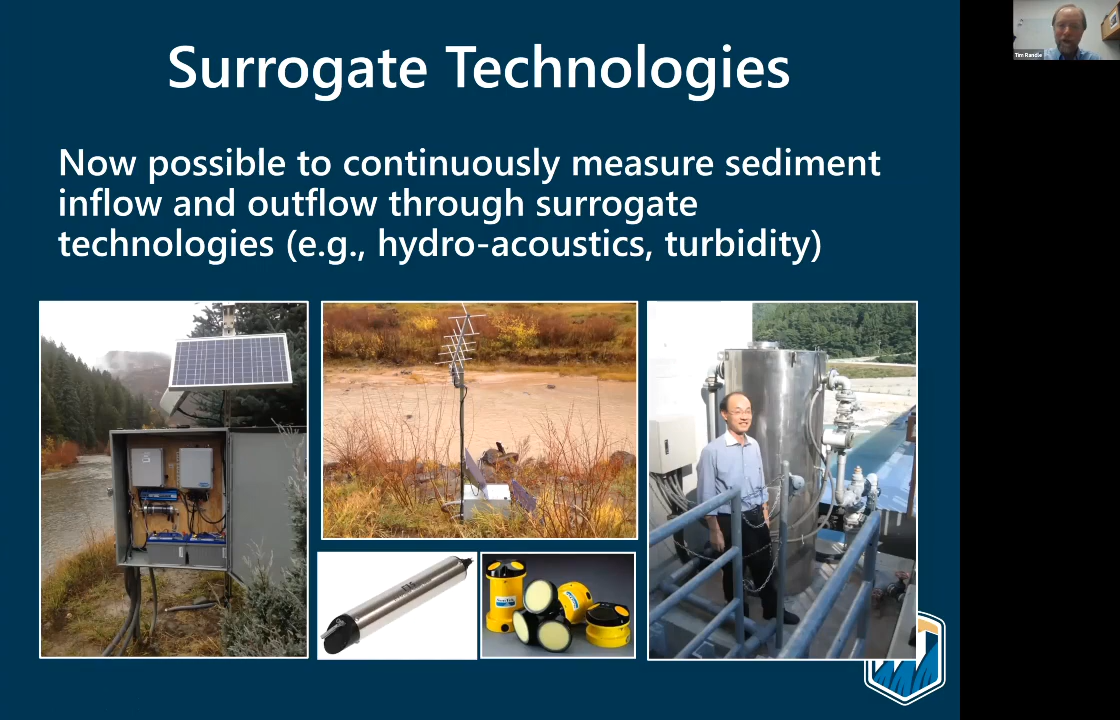 Surrogate Technologies
Now possible to continuously measure sediment
inflow and outflow through surrogate
technologies (e.g., hydro-acoustics, turbidity)
Tim Randle